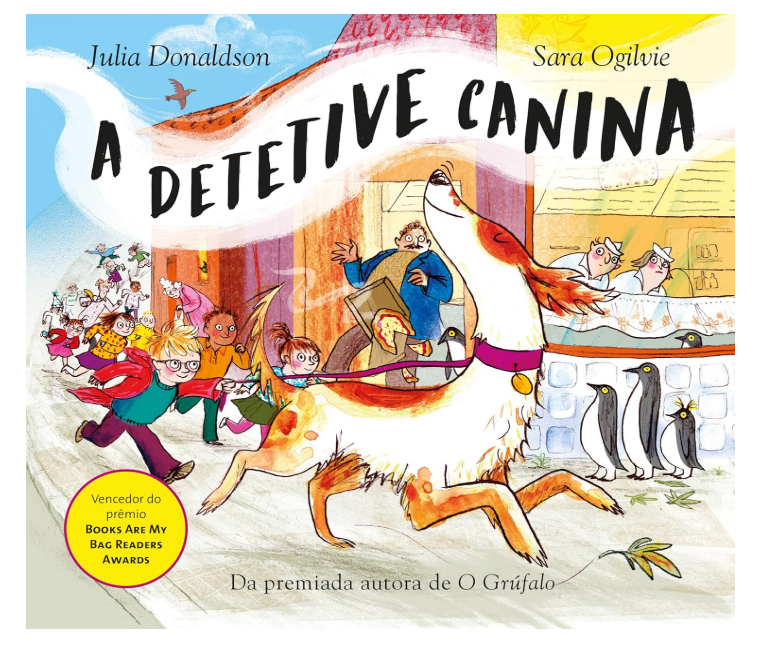 Julia Donaldson
Sara Ogilvie
A DETETIVE CANINA
Vencedor do
prêmio
BOOKS ARE MY
BAG READERS
AWARDS
Da premiada autora de O Grúfalo